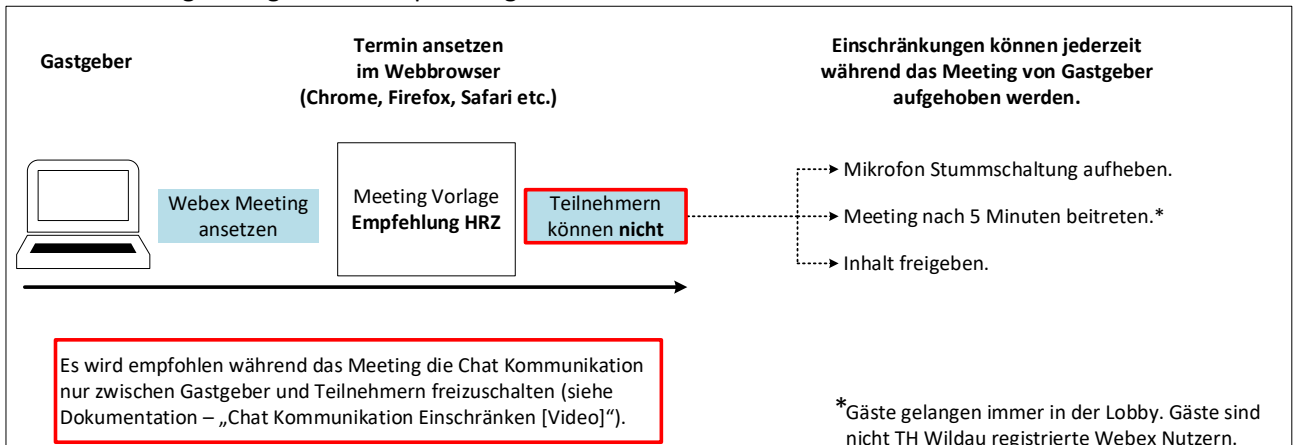 Gastgeber
Termin ansetzen
im Webbrowser
(Chrome, Firefox, Safari etc.)
Einschränkungen können jederzeit
während das Meeting von Gastgeber
aufgehoben werden.
Webex Meeting
ansetzen
Meeting Vorlage
Empfehlung HRZ
Teilnehmern
können nicht
Mikrofon Stummschaltung aufheben.
Meeting nach 5 Minuten beitreten.*
Inhalt freigeben.
Es wird empfohlen während das Meeting die Chat Kommunikation
nur zwischen Gastgeber und Teilnehmern freizuschalten (siehe
Dokumentation – „Chat Kommunikation Einschränken [Video]“).
*Gäste gelangen immer in der Lobby. Gäste sind
nicht TH Wildau registrierte Webex Nutzern.